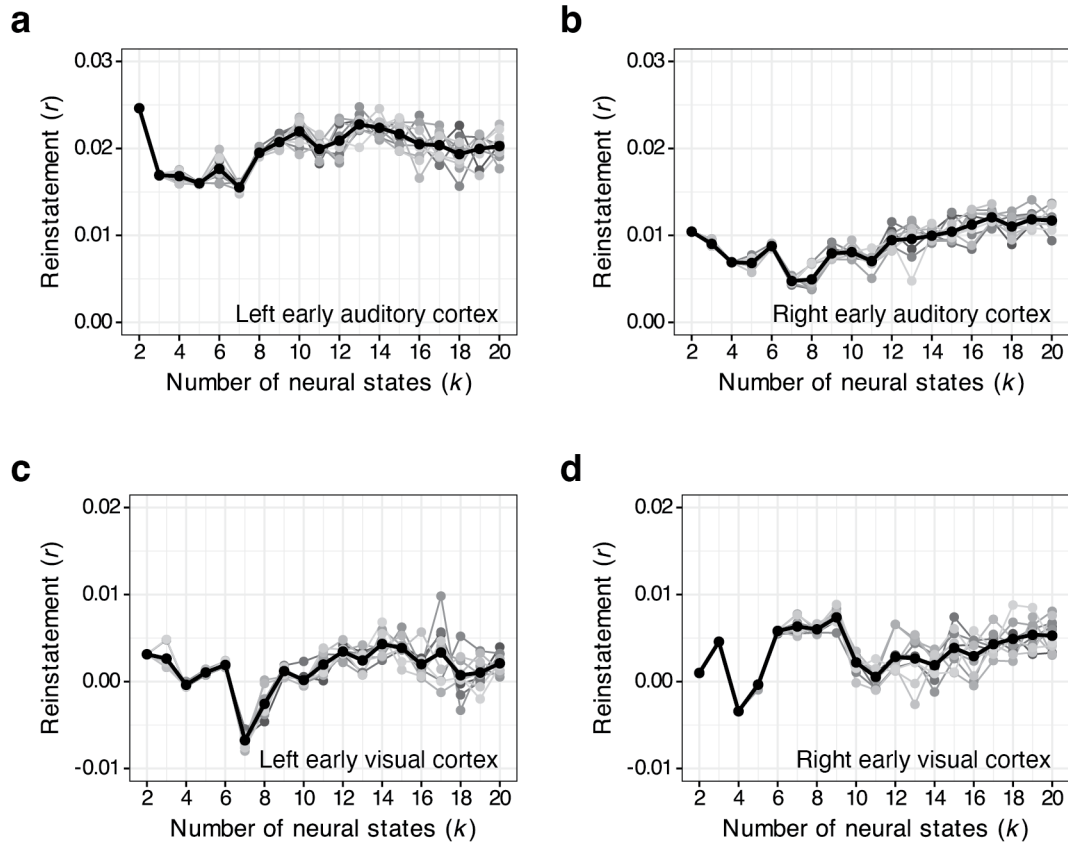 a
Reinstatement (r)
0.03
0.02
0.01
0.00
Left early auditory cortex
2 4 6 8 10 12 14 16 18 20
Number of neural states (k)
b
Reinstatement (r)
0.03
0.02
0.01
0.00
Right early auditory cortex
2 4 6 8 10 12 14 16 18 20
Number of neural states (k)
c
Reinstatement (r)
0.02
0.01
0.00
-0.01
Left early visual cortex
2 4 6 8 10 12 14 16 18 20
Number of neural states (k)
d
Reinstatement (r)
0.02
0.01
0.00
-0.01
Right early visual cortex
2 4 6 8 10 12 14 16 18 20
Number of neural states (k)